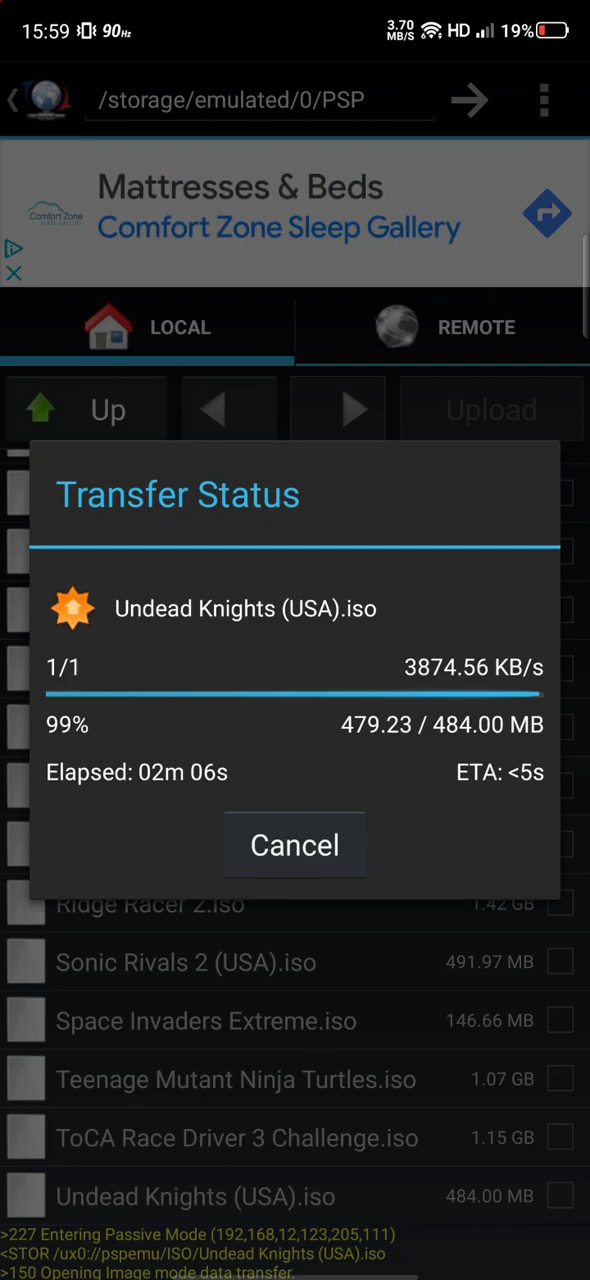 15:59 90Hz 3.70 MB/S HD 19%
/storage/emulated/0/PSP
Mattresses & Beds
Comfort Zone Sleep Gallery
Comfort Zone
SLEEP GALLERY
LOCAL REMOTE
Up Upload
Transfer Status
Undead Knights (USA).iso
1/1 3874.56 KB/s
99% 479.23 / 484.00 MB
Elapsed: 02m 06s ETA: <5s
Cancel
Ridge Racer 2.iso 1.42 GB
Sonic Rivals 2 (USA).iso 491.97 MB
Space Invaders Extreme.iso 146.66 MB
Teenage Mutant Ninja Turtles.iso 1.07 GB
ToCA Race Driver 3 Challenge.iso 1.15 GB
Undead Knights (USA).iso 484.00 MB
>227 Entering Passive Mode (192,168,12,123,205,111)
<STOR /ux0://pspemu/ISO/Undead Knights (USA).iso
>150 Opening Image mode data transfer.